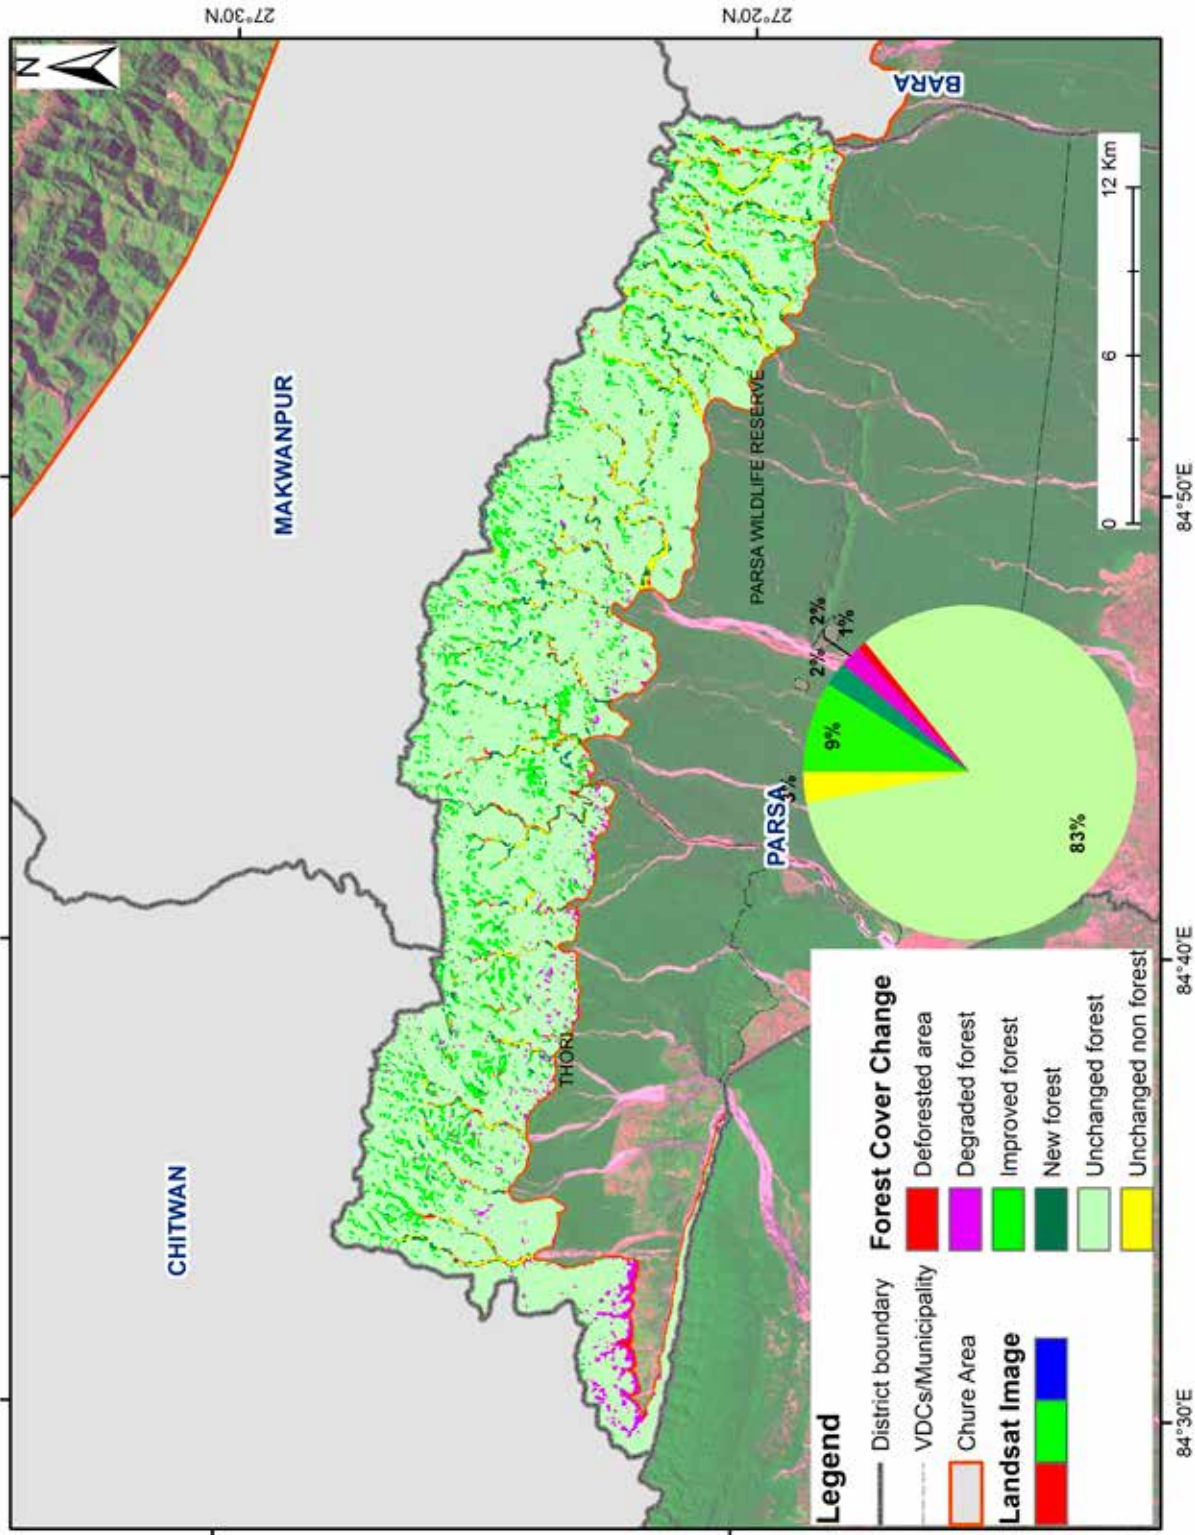 27°30'N
27°20'N
N
BARA
MAKWANPUR
CHITWAN
PARSA WILDLIFE RESERVE
THORI
PARSA
12 Km
6
0
2%
2%
1%
9%
3%
83%
84°50'E
84°40'E
84°30'E
Legend
District boundary
VDCs/Municipality
Chure Area
Landsat Image
Forest Cover Change
Deforested area
Degraded forest
Improved forest
New forest
Unchanged forest
Unchanged non forest